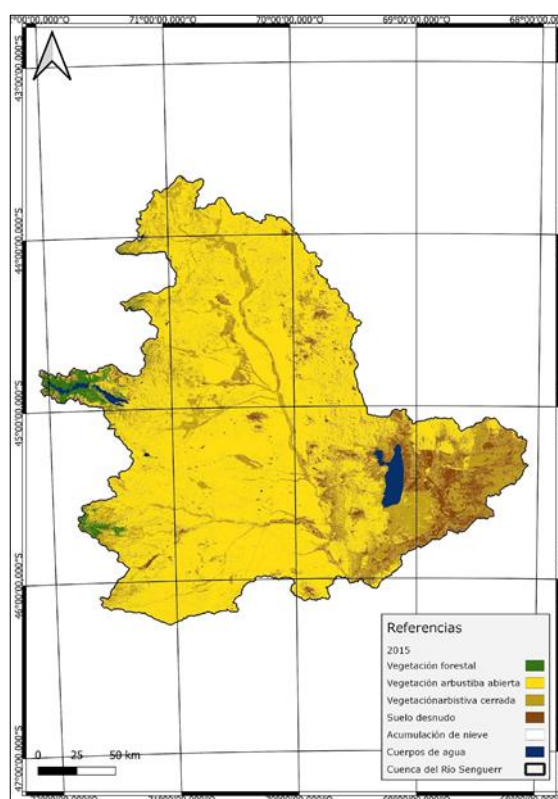 71°00'00,000"O
70°00'00,000"O
69°00'00,000"O
68°00'00,000"O
43°00'00,000"S
44°00'00,000"S
45°00'00,000"S
46°00'00,000"S
47°00'00,000"S
Referencias
2015
Vegetación forestal
Vegetación arbustiba abierta
Vegetaciónarbistiva cerrada
Suelo desnudo
Acumulación de nieve
Cuerpos de agua
Cuenca del Río Senguerr
0 25 50 km